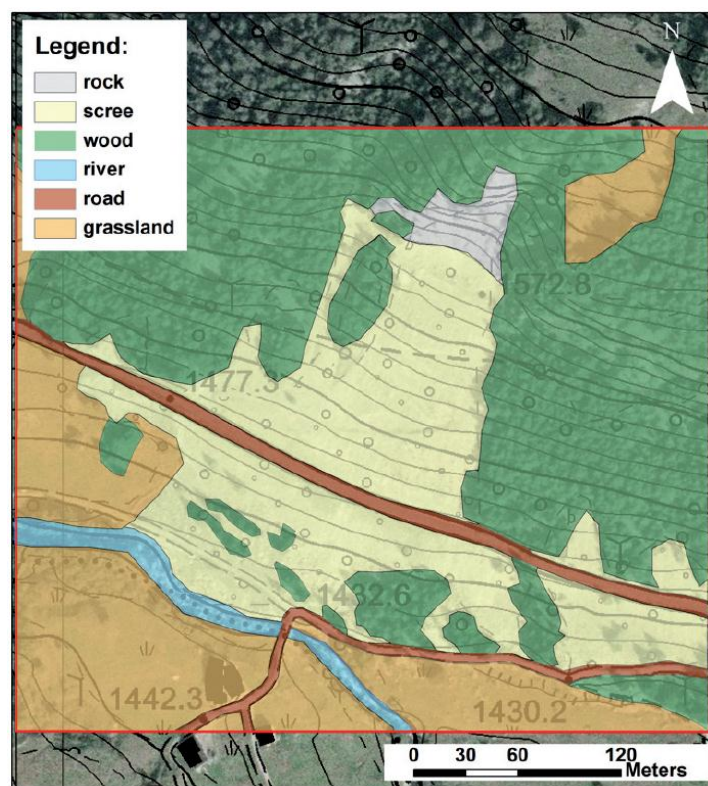 Legend:
rock
scree
wood
river
road
grassland
N
1572.8
1477.3
1432.6
1442.3
1430.2
0 30 60 120
Meters